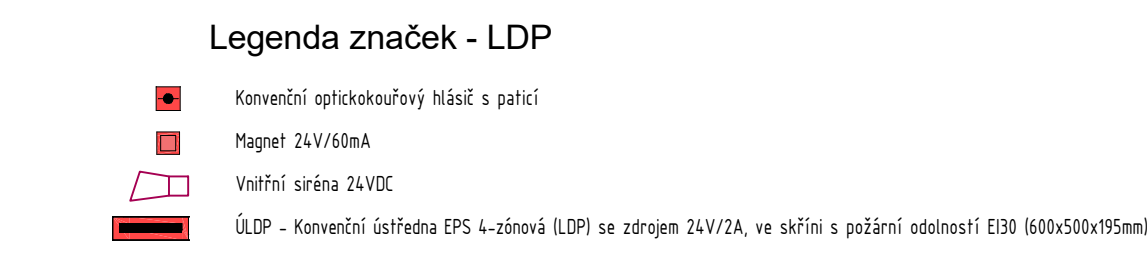 Legenda značek - LDP
Konvenční optickokouřový hlásič s paticí
Magnet 24V/60mA
Vnitřní siréna 24VDC
ÚLDP - Konvenční ústředna EPS 4-zónová (LDP) se zdrojem 24V/2A, ve skříni s požární odolností EI30 (600x500x195mm)